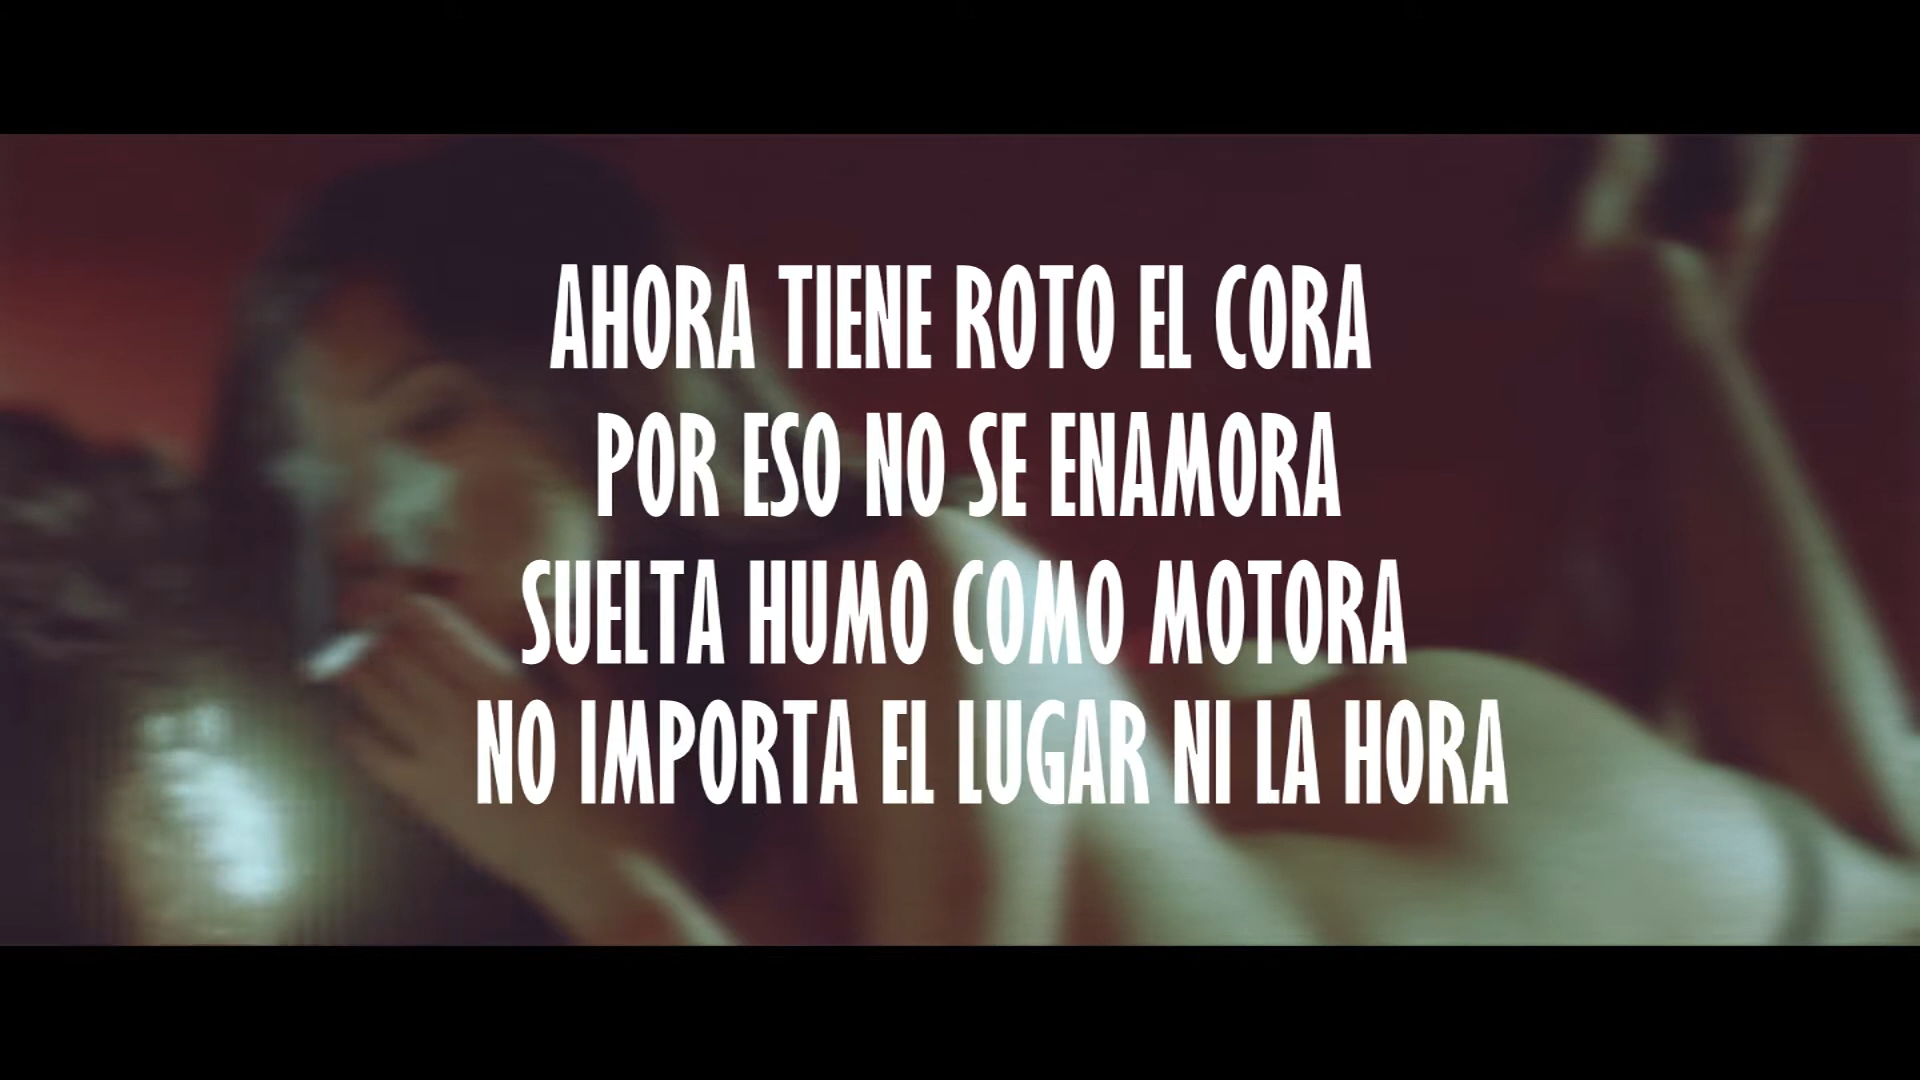 AHORA TIENE ROTO EL CORA
POR ESO NO SE ENAMORA
SUELTA HUMO COMO MOTORA
NO IMPORTA EL LUGAR NI LA HORA